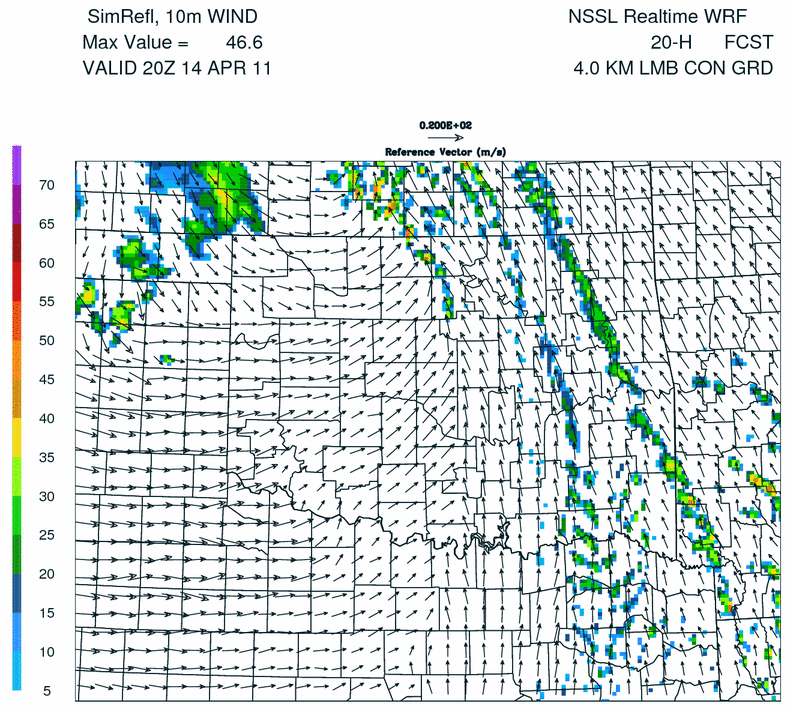 SimRefl, 10m WIND
NSSL Realtime WRF
Max Value = 46.6
20-H FCST
VALID 20Z 14 APR 11
4.0 KM LMB CON GRD
0.200E+02
Reference Vector (m/s)
70
65
60
55
50
45
40
35
30
25
20
15
10
5